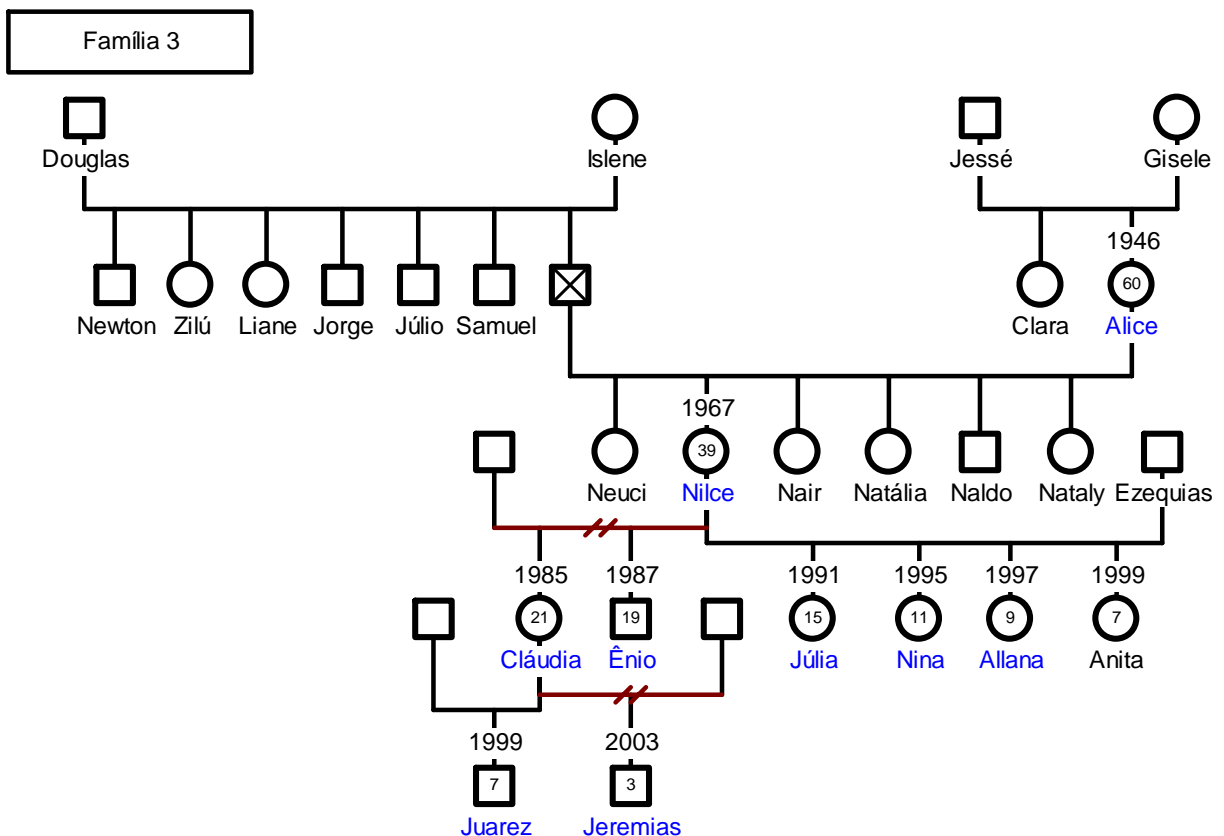 Família 3
Douglas Islene Jessé Gisele
1946
60
Newton Zilú Liane Jorge Júlio Samuel Clara Alice
1967
39
Neuci Nilce Nair Natália Naldo Nataly Ezequias
1985 1987 1991 1995 1997 1999
21 19 15 11 9 7
Cláudia Ênio Júlia Nina Allana Anita
1999 2003
7 3
Juarez Jeremias